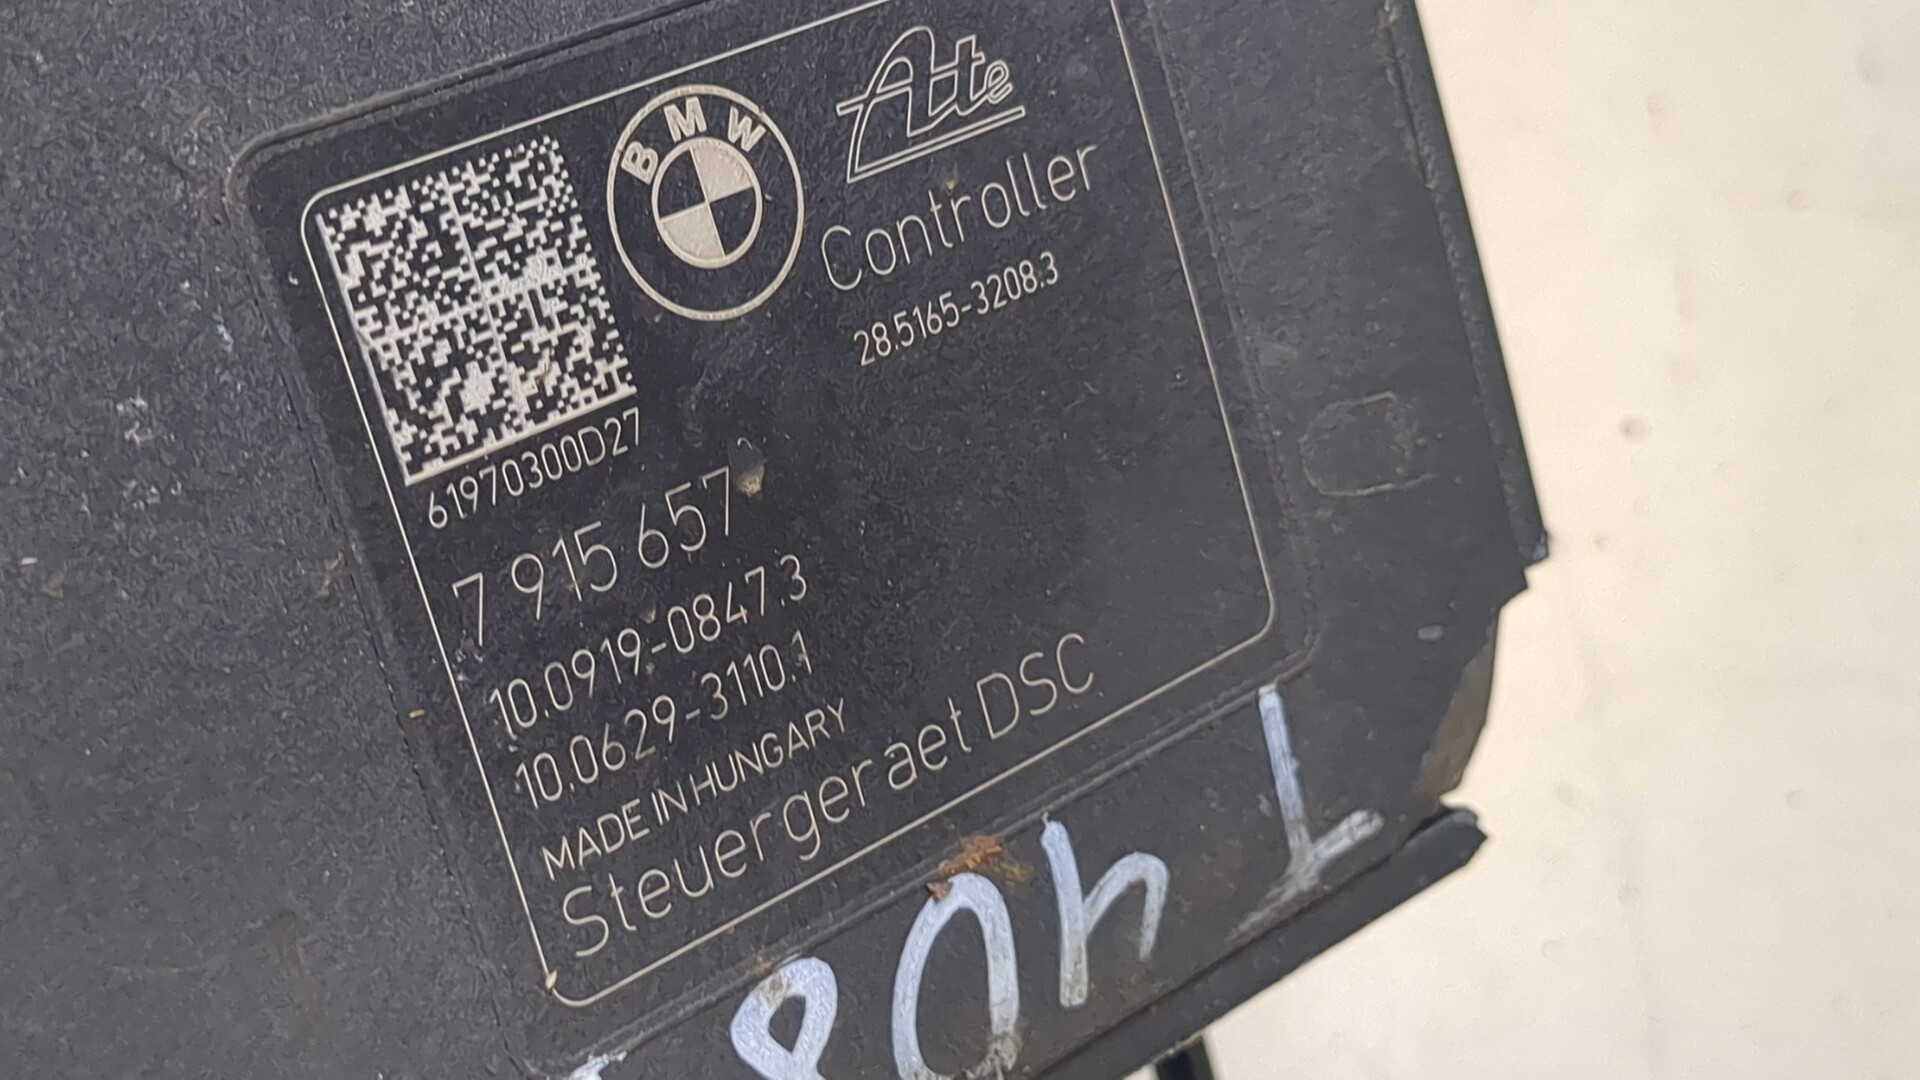 BMW
Ate
Controller
28.5165-3208.3
61970300D27
7 915 657
10.0919-0847.3
10.0629-3110.1
MADE IN HUNGARY
Steuergeraet DSC